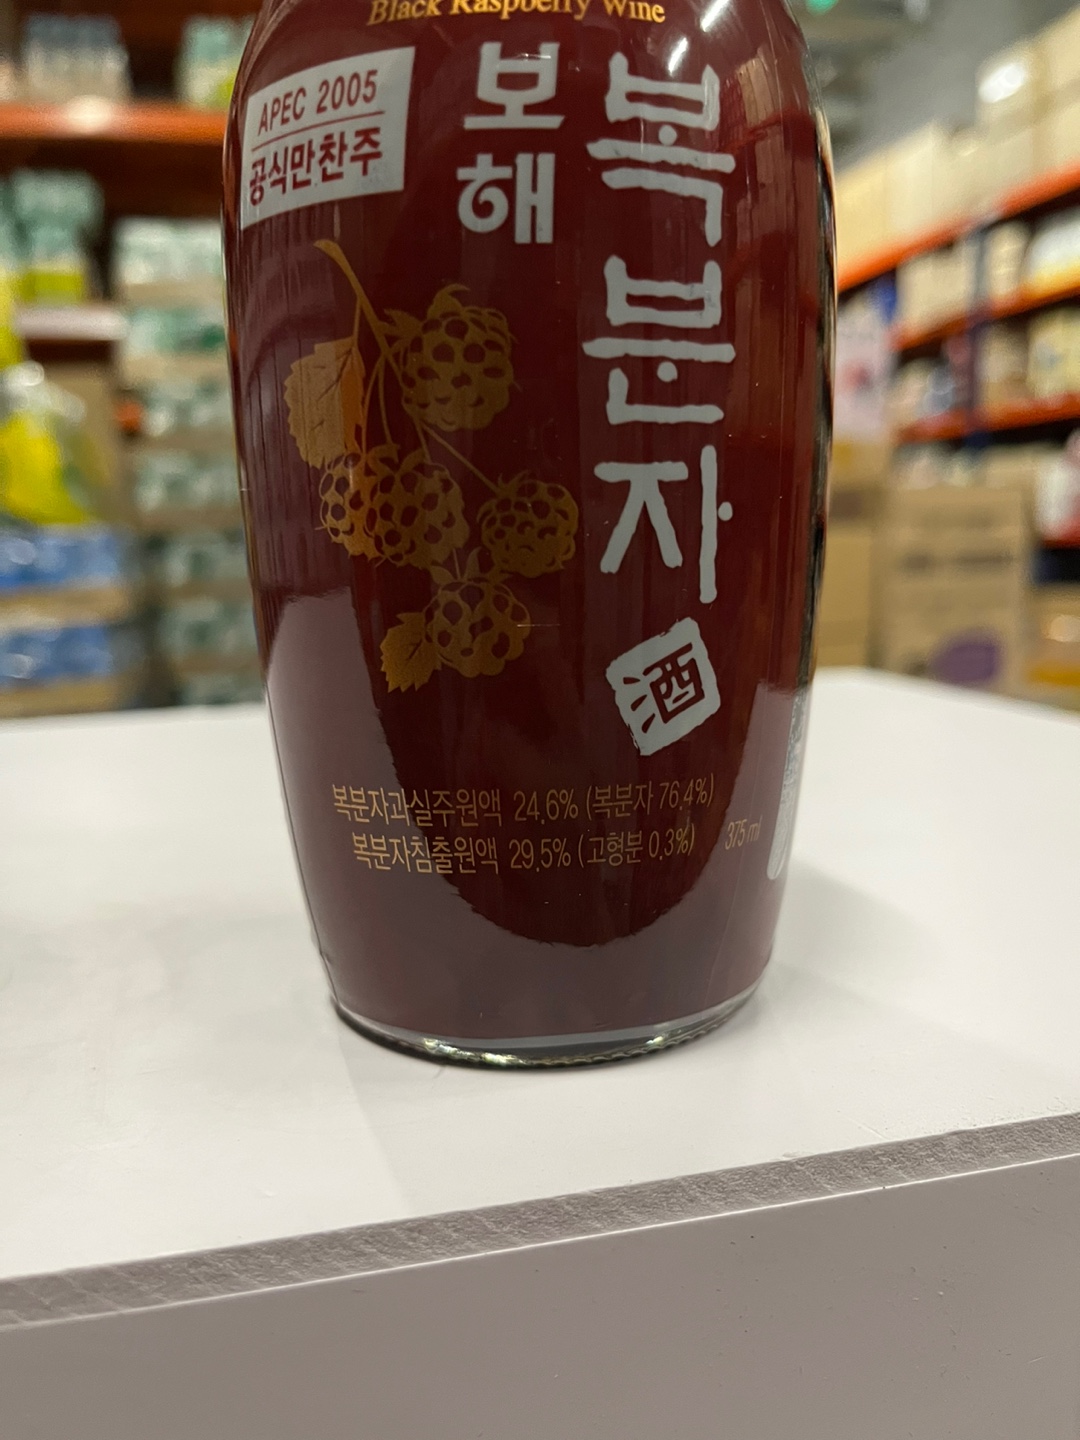 Black Raspberry Wine
APEC 2005
공식만찬주
보해
복분자
酒
복분자과실주원액 24.6% (복분자 76.4%)
복분자침출원액 29.5% (고형분 0.3%)
375 ml